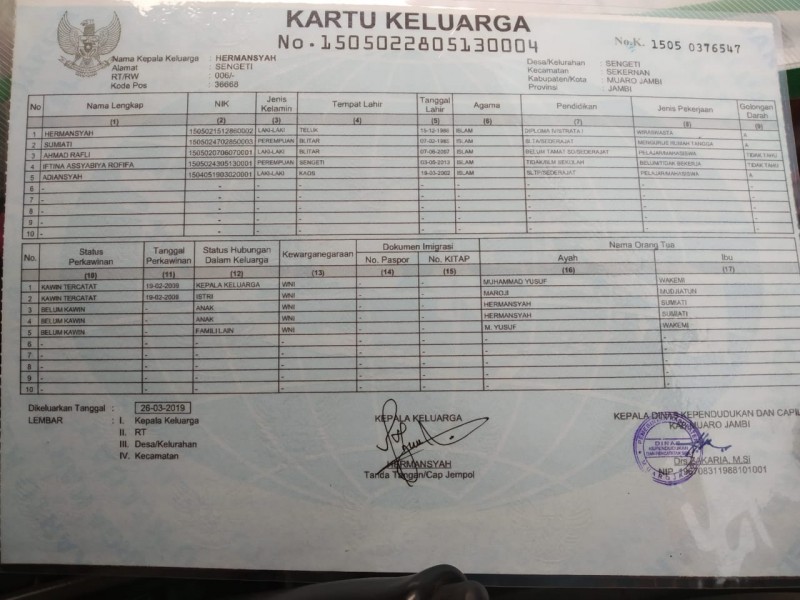 KARTU KELUARGA
No. 1505022805130004
No.K. 1505 0376547
Nama Kepala Keluarga : HERMANSYAH
Alamat : SENGETI
RT/RW : 006/-
Kode Pos : 36668
Desa/Kelurahan : SENGETI
Kecamatan : SEKERNAN
Kabupaten/Kota : MUARO JAMBI
Provinsi : JAMBI
No Nama Lengkap NIK Jenis Kelamin Tempat Lahir Tanggal Lahir Agama Pendidikan Jenis Pekerjaan Golongan Darah
(1) (2) (3) (4) (5) (6) (7) (8) (9)
1 HERMANSYAH 1505021512860002 LAKI-LAKI TELUK ISLAM DIPLOMA IV/STRATA I WIRASWASTA A
2 SUMIATI 1505024702850003 PEREMPUAN BLITAR 07-02-1985 ISLAM SLTA/SEDERAJAT MENGURUS RUMAH TANGGA A
3 AHMAD RAFLI 1505020706070001 LAKI-LAKI BLITAR 07-06-2007 ISLAM BELUM TAMAT SD/SEDERAJAT PELAJAR/MAHASISWA TIDAK TAHU
4 IFTINA ASSYABIYA ROFIFA 1505024305130001 PEREMPUAN SENGETI 03-05-2013 ISLAM TIDAK/BLM SEKOLAH BELUM/TIDAK BEKERJA TIDAK TAHU
5 ADIANSYAH 1504051903020001 LAKI-LAKI KAOS 19-03-2002 ISLAM SLTP/SEDERAJAT PELAJAR/MAHASISWA A
6 - - - - - - - - -
7 - - - - - - - - -
8 - - - - - - - - -
9 - - - - - - - - -
10 - - - - - - - - -
No. Status Perkawinan Tanggal Perkawinan Status Hubungan Dalam Keluarga Kewarganegaraan Dokumen Imigrasi Nama Orang Tua
No. Paspor No. KITAP Ayah Ibu
(10) (11) (12) (13) (14) (15) (16) (17)
1 KAWIN TERCATAT 19-02-2006 KEPALA KELUARGA WNI - - MUHAMMAD YUSUF WAKEMI
2 KAWIN TERCATAT 19-02-2006 ISTRI WNI - - MAROJI MUDJIATUN
3 BELUM KAWIN - ANAK WNI - - HERMANSYAH SUMIATI
4 BELUM KAWIN - ANAK WNI - - HERMANSYAH SUMIATI
5 BELUM KAWIN - FAMILI LAIN WNI - - M. YUSUF WAKEMI
6 - - - - - - - -
7 - - - - - - - -
8 - - - - - - - -
9 - - - - - - - -
10 - - - - - - - -
Dikeluarkan Tanggal : 26-03-2019
LEMBAR : I. Kepala Keluarga
II. RT
III. Desa/Kelurahan
IV. Kecamatan
KEPALA KELUARGA
HERMANSYAH
Tanda Tangan/Cap Jempol
KEPALA DINAS KEPENDUDUKAN DAN CAPIL
KAB. MUARO JAMBI
DINAS
KEPENDUDUKAN
Drs. ZAKARIA, M.Si
NIP. 196708311988101001